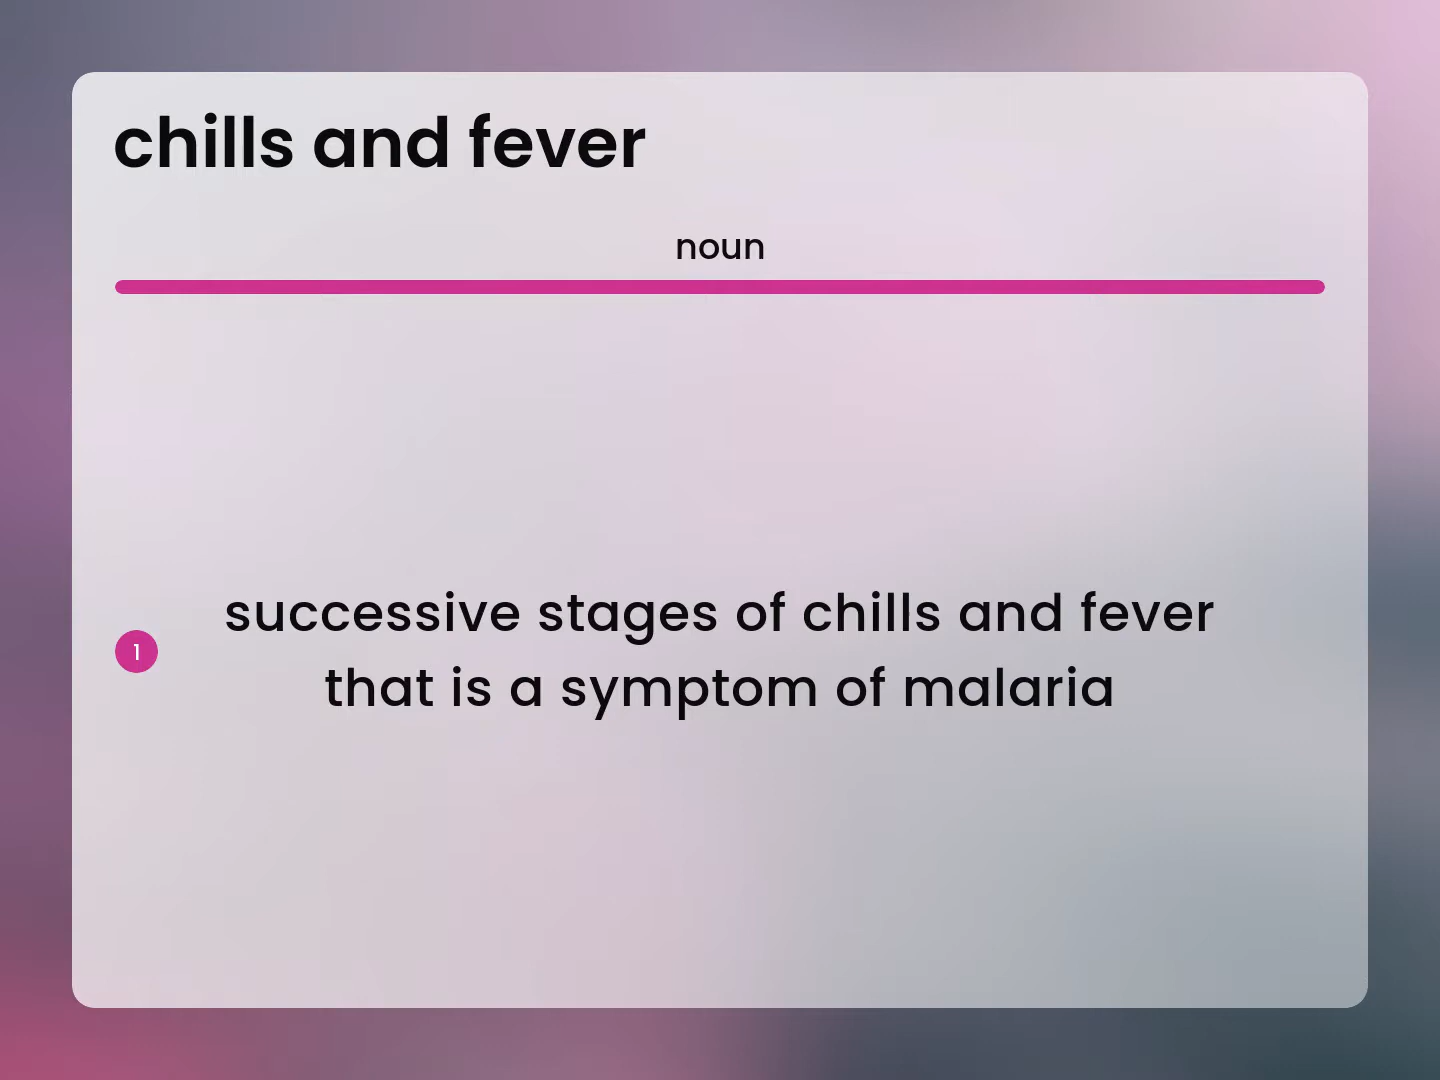 chills and fever
noun
1
successive stages of chills and fever
that is a symptom of malaria